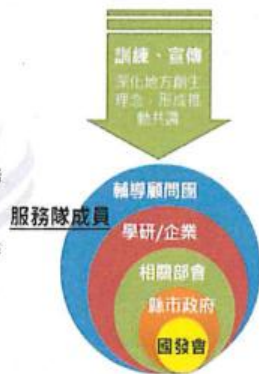 訓練、宣傳
深化地方創生
理念，形成推
動共識
輔導顧問團
服務隊成員
學研/企業
相關部會
縣市政府
國發會